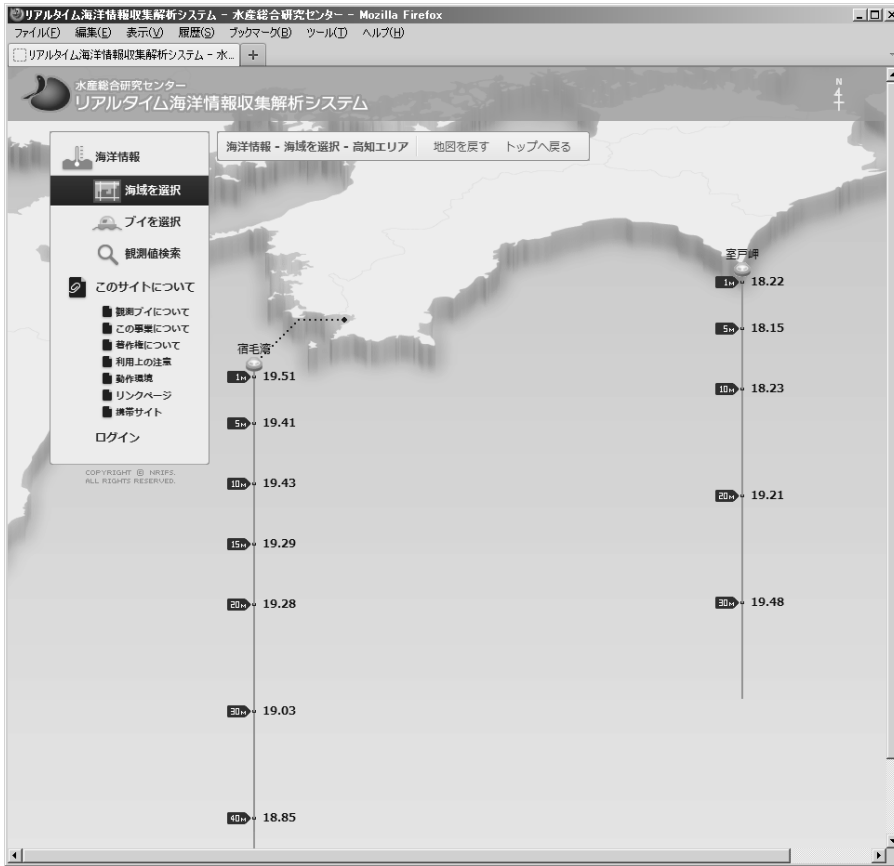 リアルタイム海洋情報収集解析システム - 水産総合研究センター - Mozilla Firefox
ファイル(F) 編集(E) 表示(V) 履歴(S) ブックマーク(B) ツール(T) ヘルプ(H)
リアルタイム海洋情報収集解析システム - 水... +
水産総合研究センター
リアルタイム海洋情報収集解析システム
N
海洋情報 - 海域を選択 - 高知エリア 地図を戻す トップへ戻る
海洋情報
海域を選択
ブイを選択
観測値検索
このサイトについて
観測ブイについて
この事業について
著作権について
利用上の注意
動作環境
リンクページ
携帯サイト
ログイン
COPYRIGHT © NRIFS.
ALL RIGHTS RESERVED.
宿毛湾
1M 19.51
5M 19.41
10M 19.43
15M 19.29
20M 19.28
30M 19.03
40M 18.85
室戸岬
1M 18.22
5M 18.15
10M 18.23
20M 19.21
30M 19.48